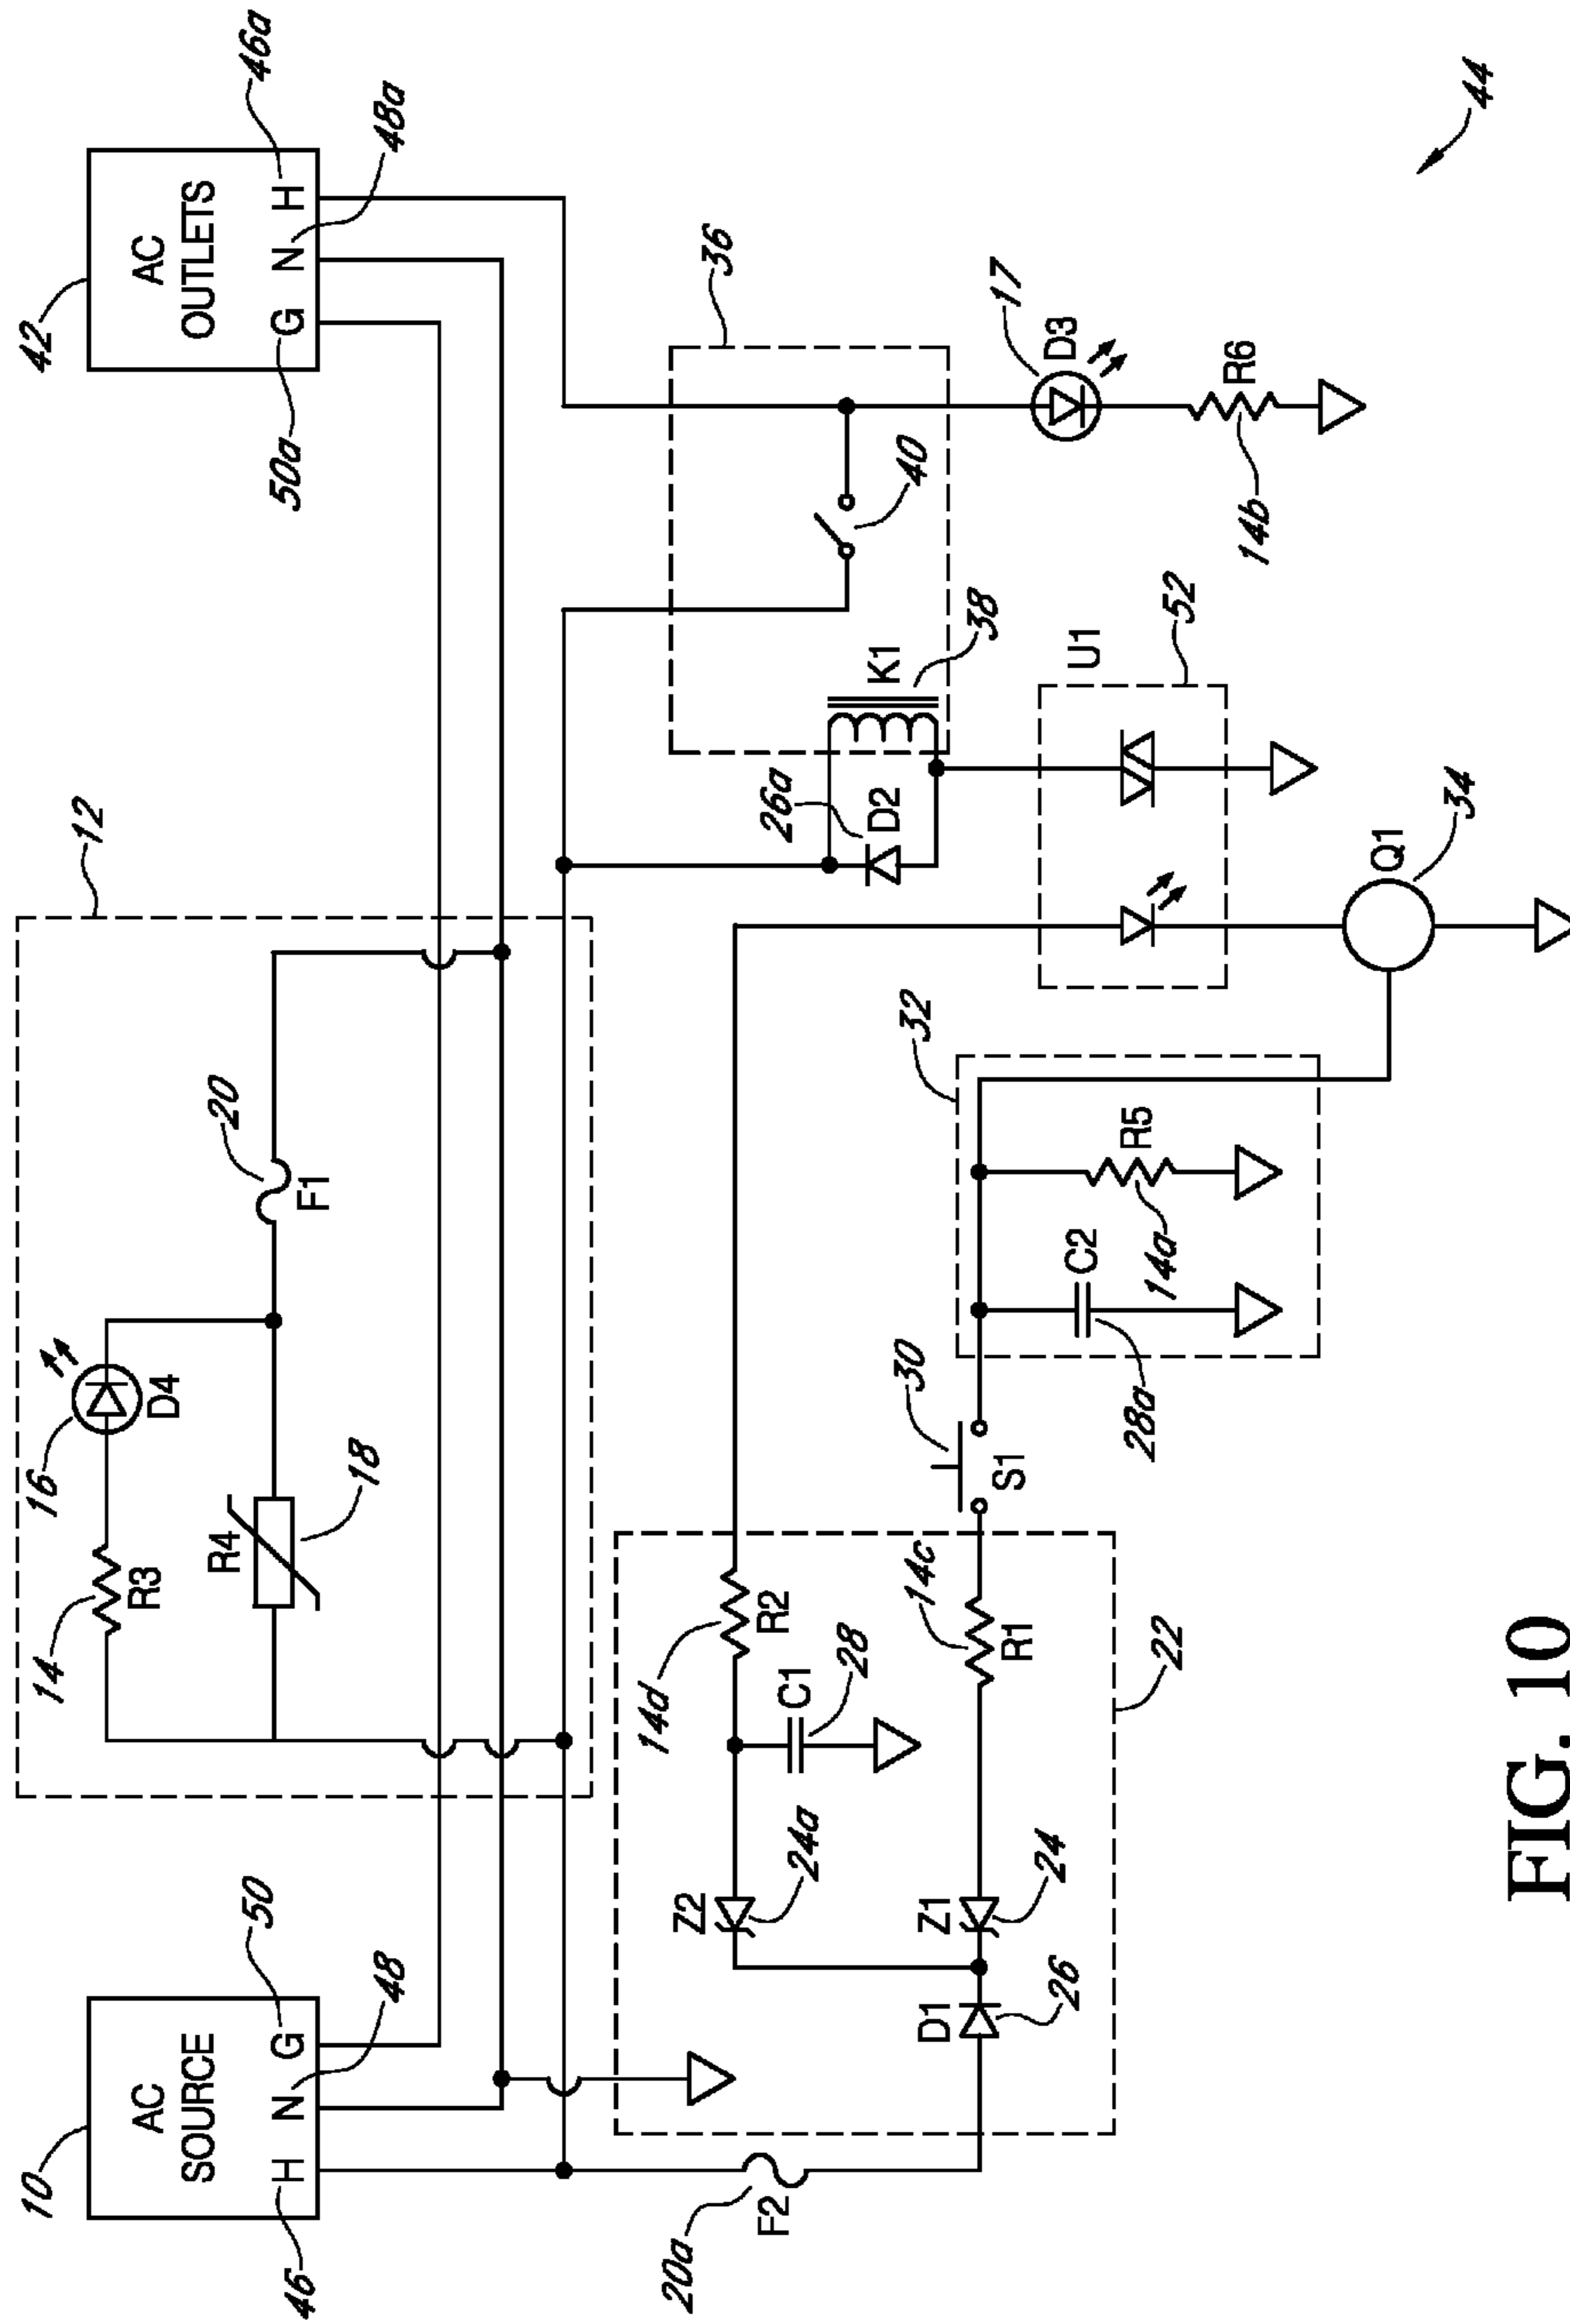 12
10
AC
SOURCE
H N G
46
48
50
14
R3
16
D4
R4
18
20
F1
42
AC
OUTLETS
G N H
50a
48a
46a
20a
F2
22
D1
26
Z2
24a
Z1
24
14d
R2
C1
28
14c
R1
30
S1
32
C2
28a
R5
14a
26a
D2
K1
38
36
40
U1
52
Q1
34
17
D3
R6
14b
44
FIG. 10